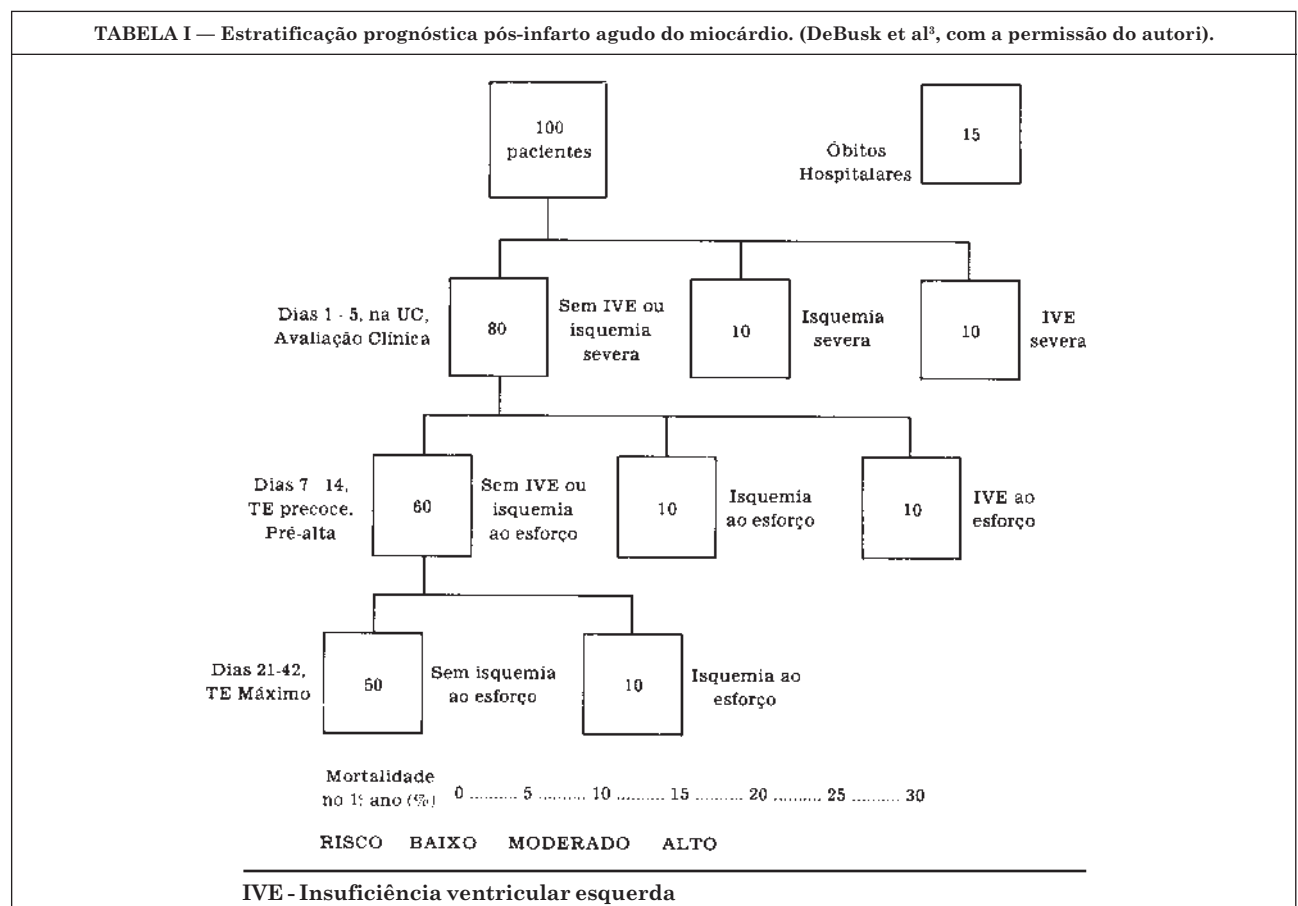 TABELA I — Estratificação prognóstica pós-infarto agudo do miocárdio. (DeBusk et al³, com a permissão do autori).
100
pacientes
Óbitos
Hospitalares
15
Dias 1 - 5, na UC,
Avaliação Clínica
80
Sem IVE ou
isquemia
severa
10
Isquemia
severa
10
IVE
severa
Dias 7 14,
TE precoce.
Pré-alta
60
Sem IVE ou
isquemia
ao esforço
10
Isquemia
ao esforço
10
IVE ao
esforço
Dias 21-42,
TE Máximo
50
Sem isquemia
ao esforço
10
Isquemia ao
esforço
Mortalidade
no 1º ano (%)
0 .......... 5 .......... 10 .......... 15 .......... 20 .......... 25 .......... 30
RISCO BAIXO MODERADO ALTO
IVE - Insuficiência ventricular esquerda